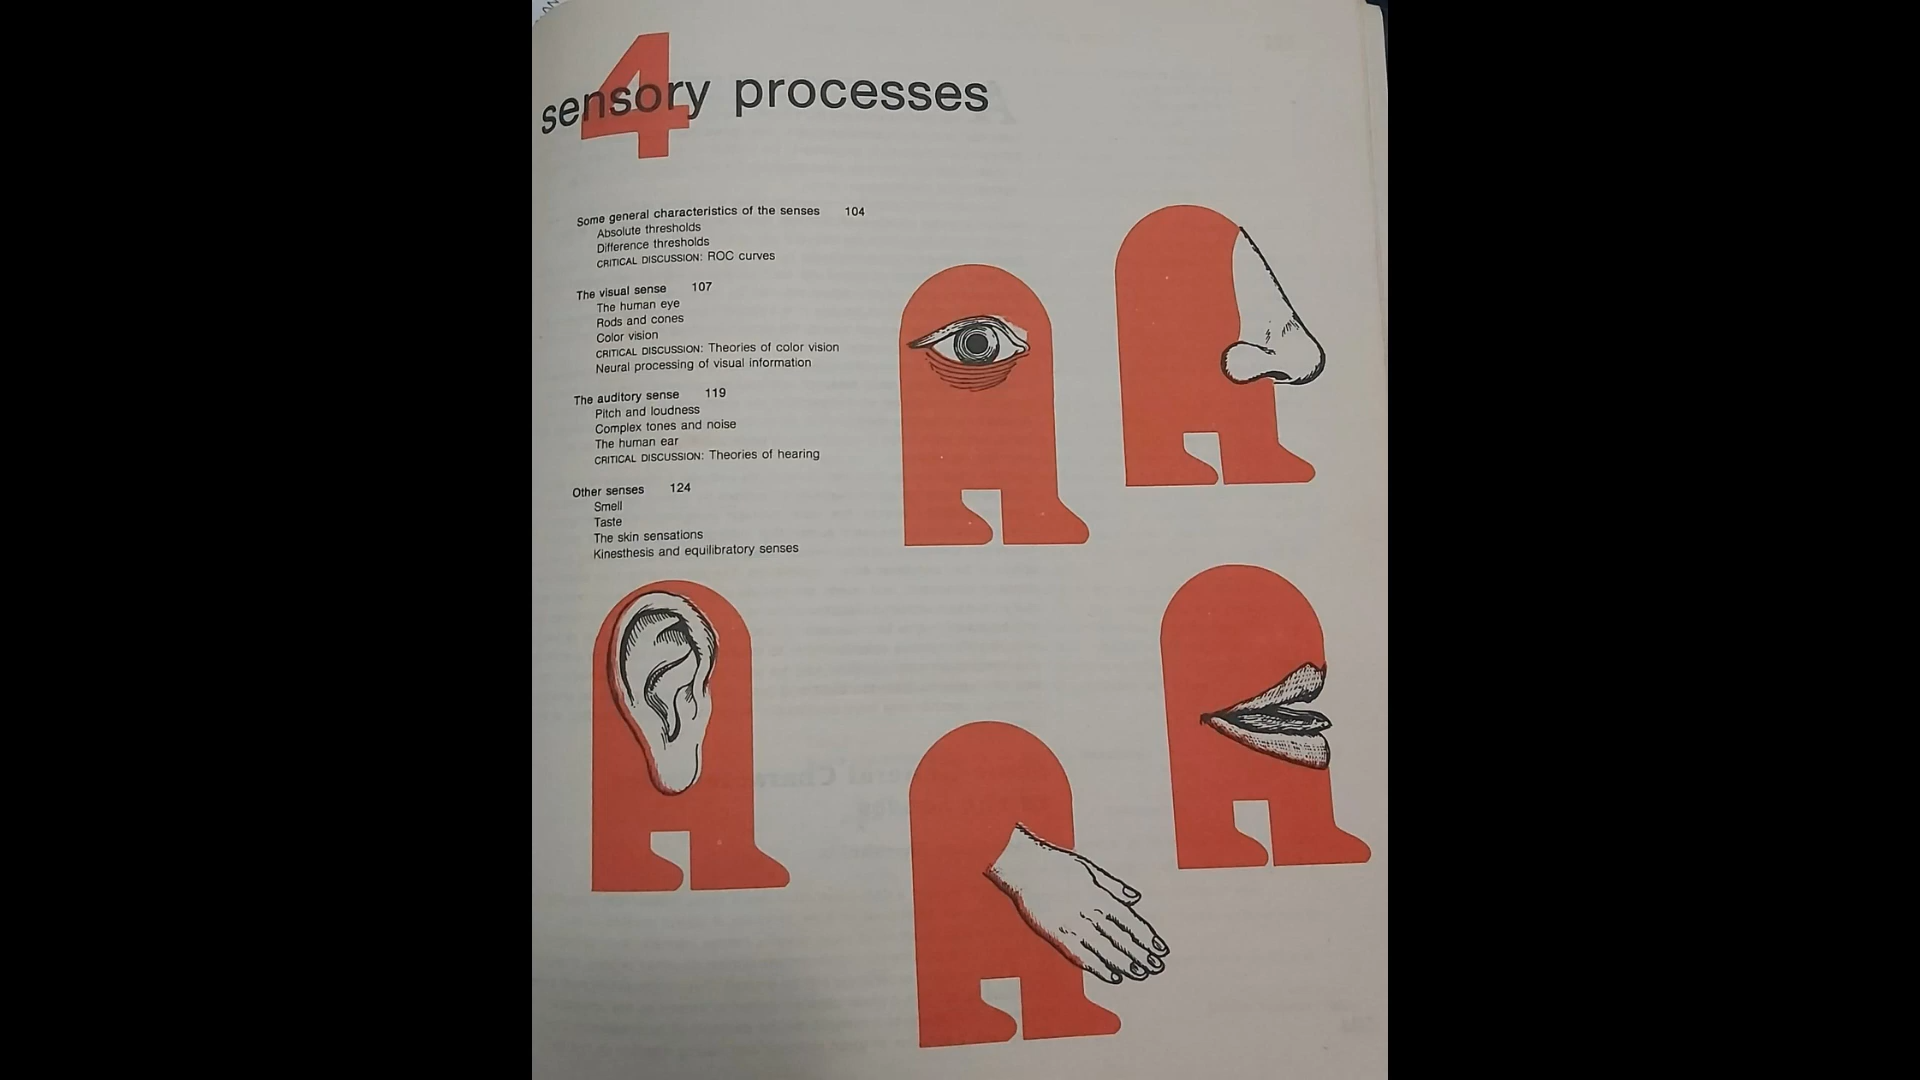 4
sensory processes
Some general characteristics of the senses 104
Absolute thresholds
Difference thresholds
CRITICAL DISCUSSION: ROC curves
The visual sense 107
The human eye
Rods and cones
Color vision
CRITICAL DISCUSSION: Theories of color vision
Neural processing of visual information
The auditory sense 119
Pitch and loudness
Complex tones and noise
The human ear
CRITICAL DISCUSSION: Theories of hearing
Other senses 124
Smell
Taste
The skin sensations
Kinesthesis and equilibratory senses